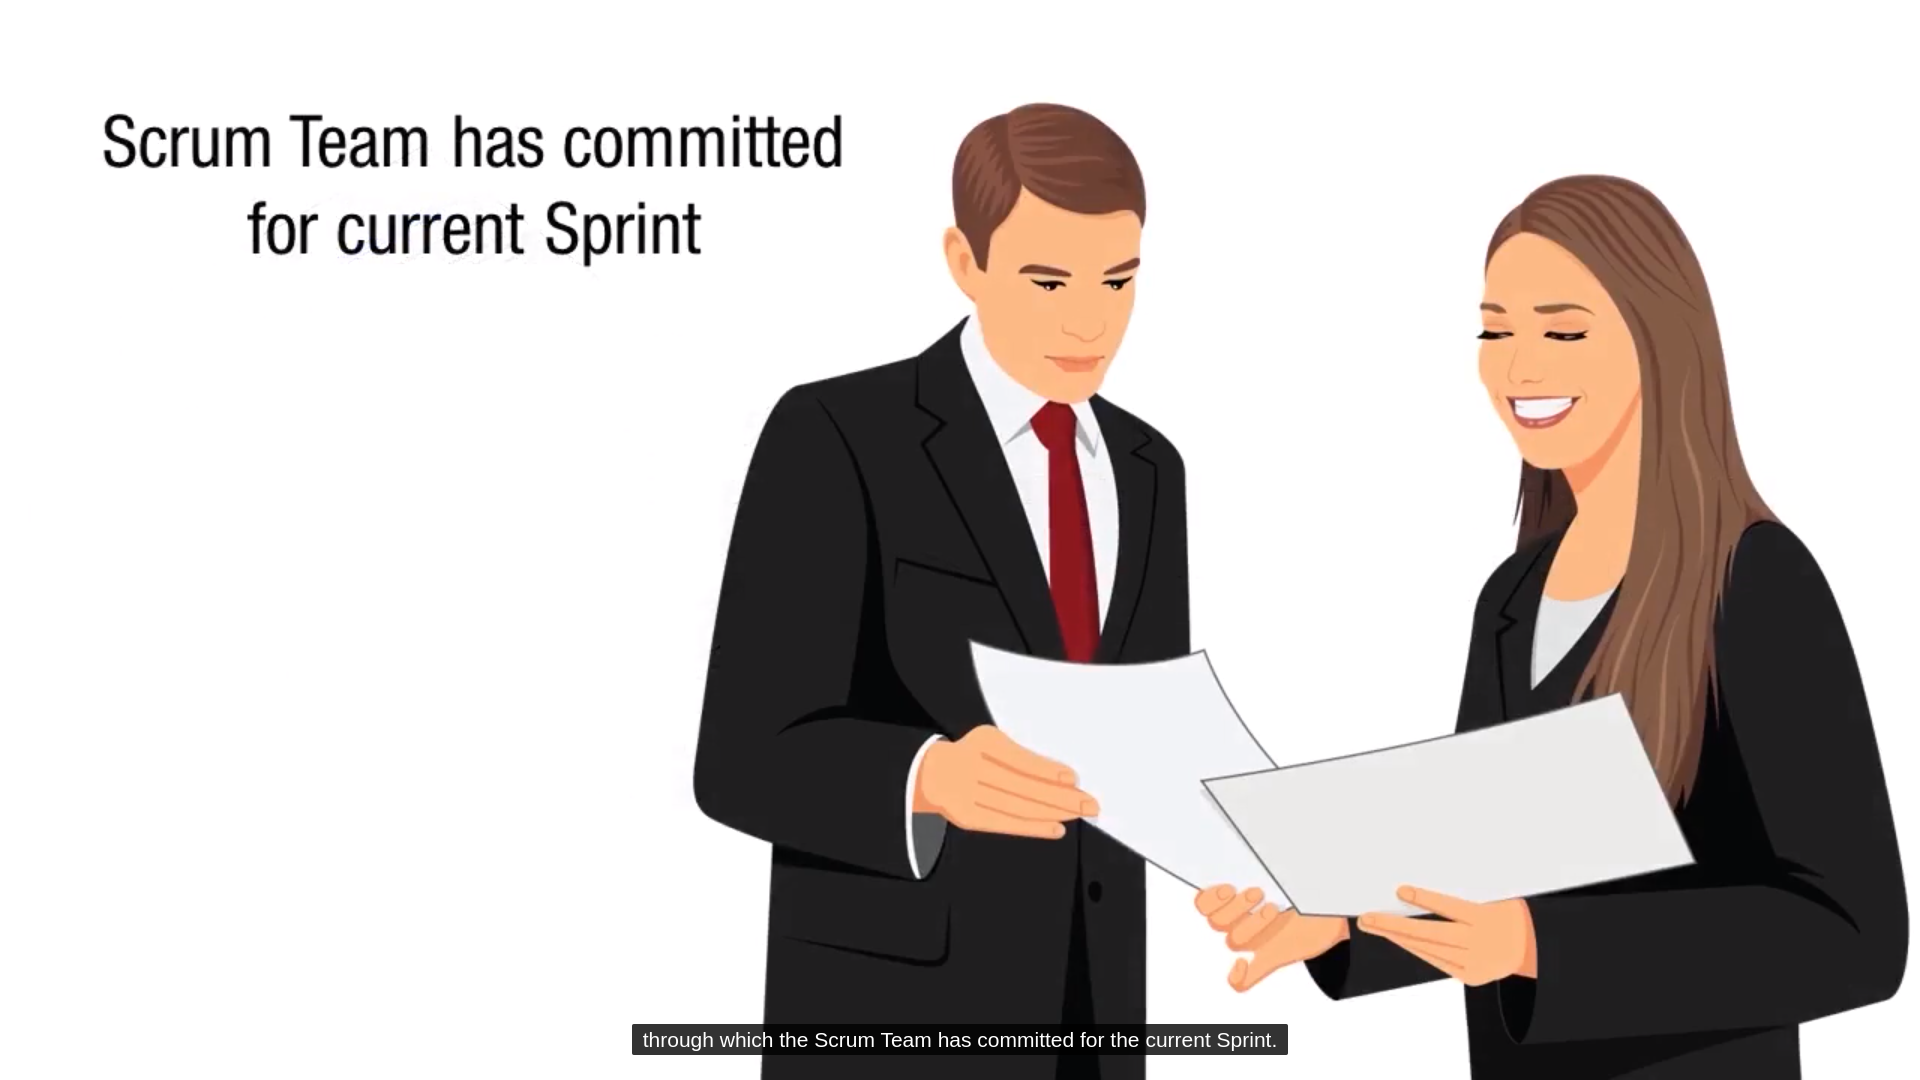 Scrum Team has committed
for current Sprint
through which the Scrum Team has committed for the current Sprint.